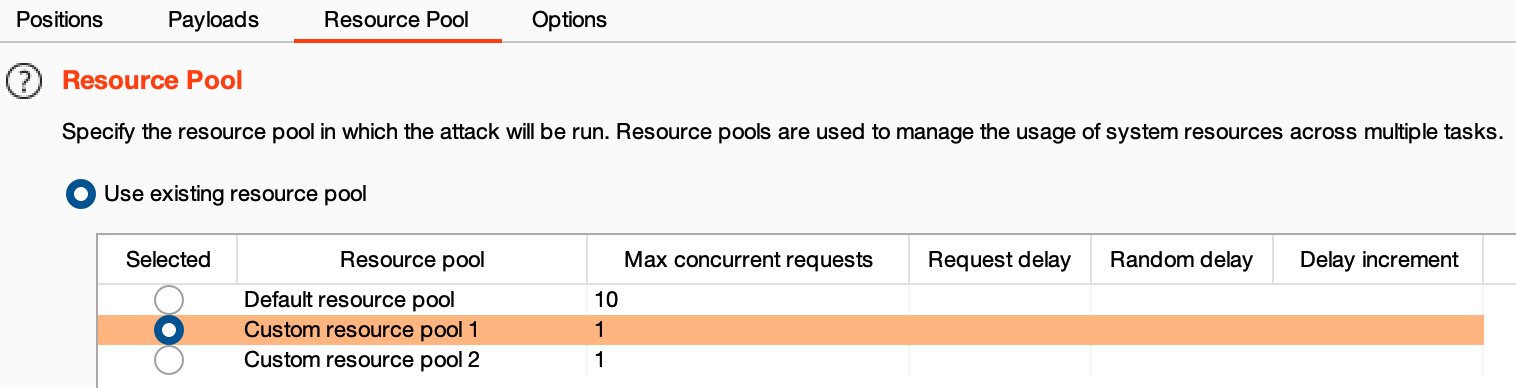 Positions Payloads Resource Pool Options
? Resource Pool
Specify the resource pool in which the attack will be run. Resource pools are used to manage the usage of system resources across multiple tasks.
Use existing resource pool
Selected Resource pool Max concurrent requests Request delay Random delay Delay increment
Default resource pool 10
Custom resource pool 1 1
Custom resource pool 2 1